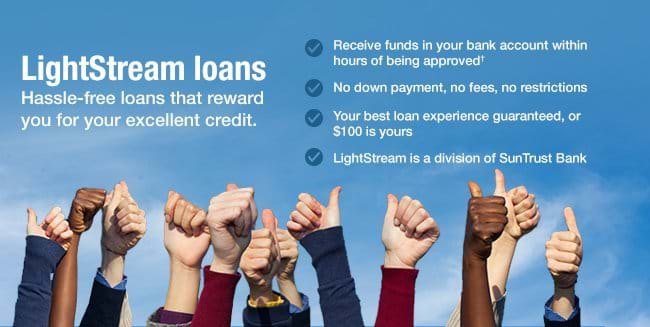 LightStream loans
Hassle-free loans that reward
you for your excellent credit.
Receive funds in your bank account within
hours of being approved†
No down payment, no fees, no restrictions
Your best loan experience guaranteed, or
$100 is yours
LightStream is a division of SunTrust Bank